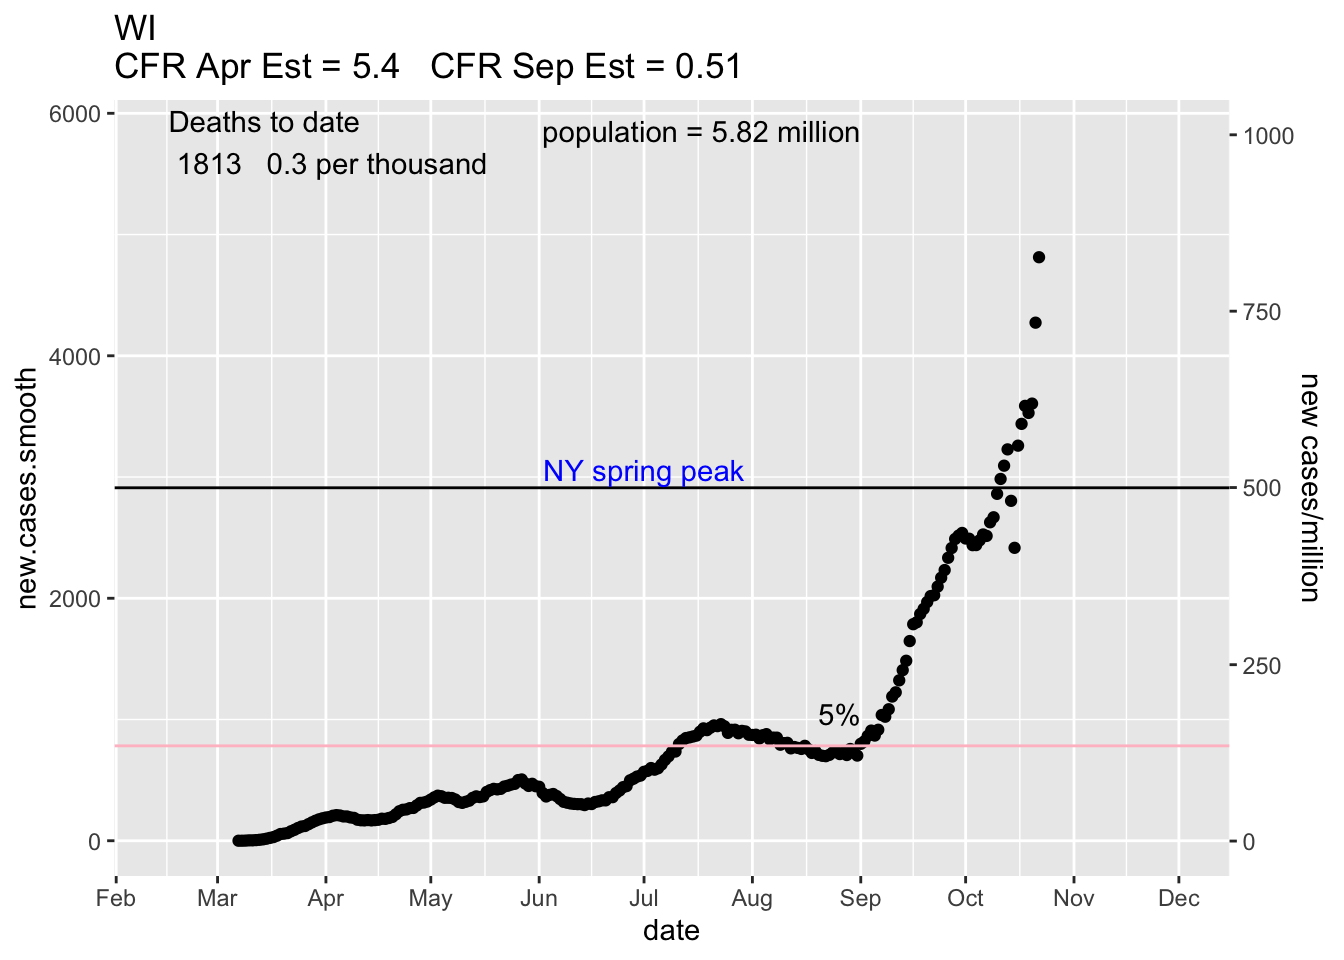 WI
CFR Apr Est = 5.4   CFR Sep Est = 0.51
Deaths to date
1813   0.3 per thousand
population = 5.82 million
NY spring peak
5%
new.cases.smooth
6000
4000
2000
0
new cases/million
1000
750
500
250
0
Feb Mar Apr May Jun Jul Aug Sep Oct Nov Dec
date